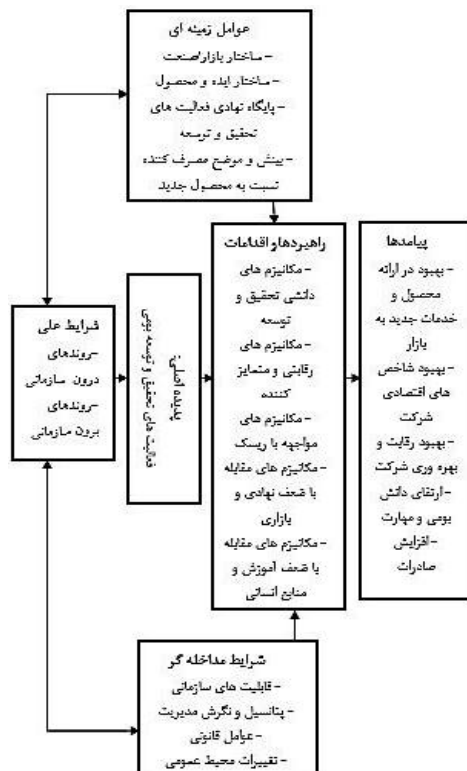 عوامل زمینه ای
- ساختار بازار/صنعت
- ساختار ایده و محصول
- پایگاه نهادی فعالیت های
تحقیق و توسعه
- بینش و موضع مصرف کننده
نسبت به محصول جدید
شرایط علی
-روندهای
درون سازمانی
-روندهای
برون سازمانی
پدیده اصلی:
فعالیت های تحقیق و توسعه بومی
راهبردها و اقدامات
- مکانیزم های
دانشی تحقیق و
توسعه
- مکانیزم های
رقابتی و متمایز
کننده
- مکانیزم های
مواجهه با ریسک
- مکانیزم های مقابله
با ضعف نهادی و
بازاری
- مکانیزم های مقابله
با ضعف آموزش و
منابع انسانی
پیامدها
- بهبود در ارائه
محصول و
خدمات جدید به
بازار
- بهبود شاخص
های اقتصادی
شرکت
- بهبود رقابت و
بهره وری شرکت
- ارتقای دانش
بومی و مهارت
- افزایش
صادرات
شرایط مداخله گر
- قابلیت های سازمانی
- پتانسیل و نگرش مدیریت
- عوامل قانونی
- تغییرات محیط عمومی